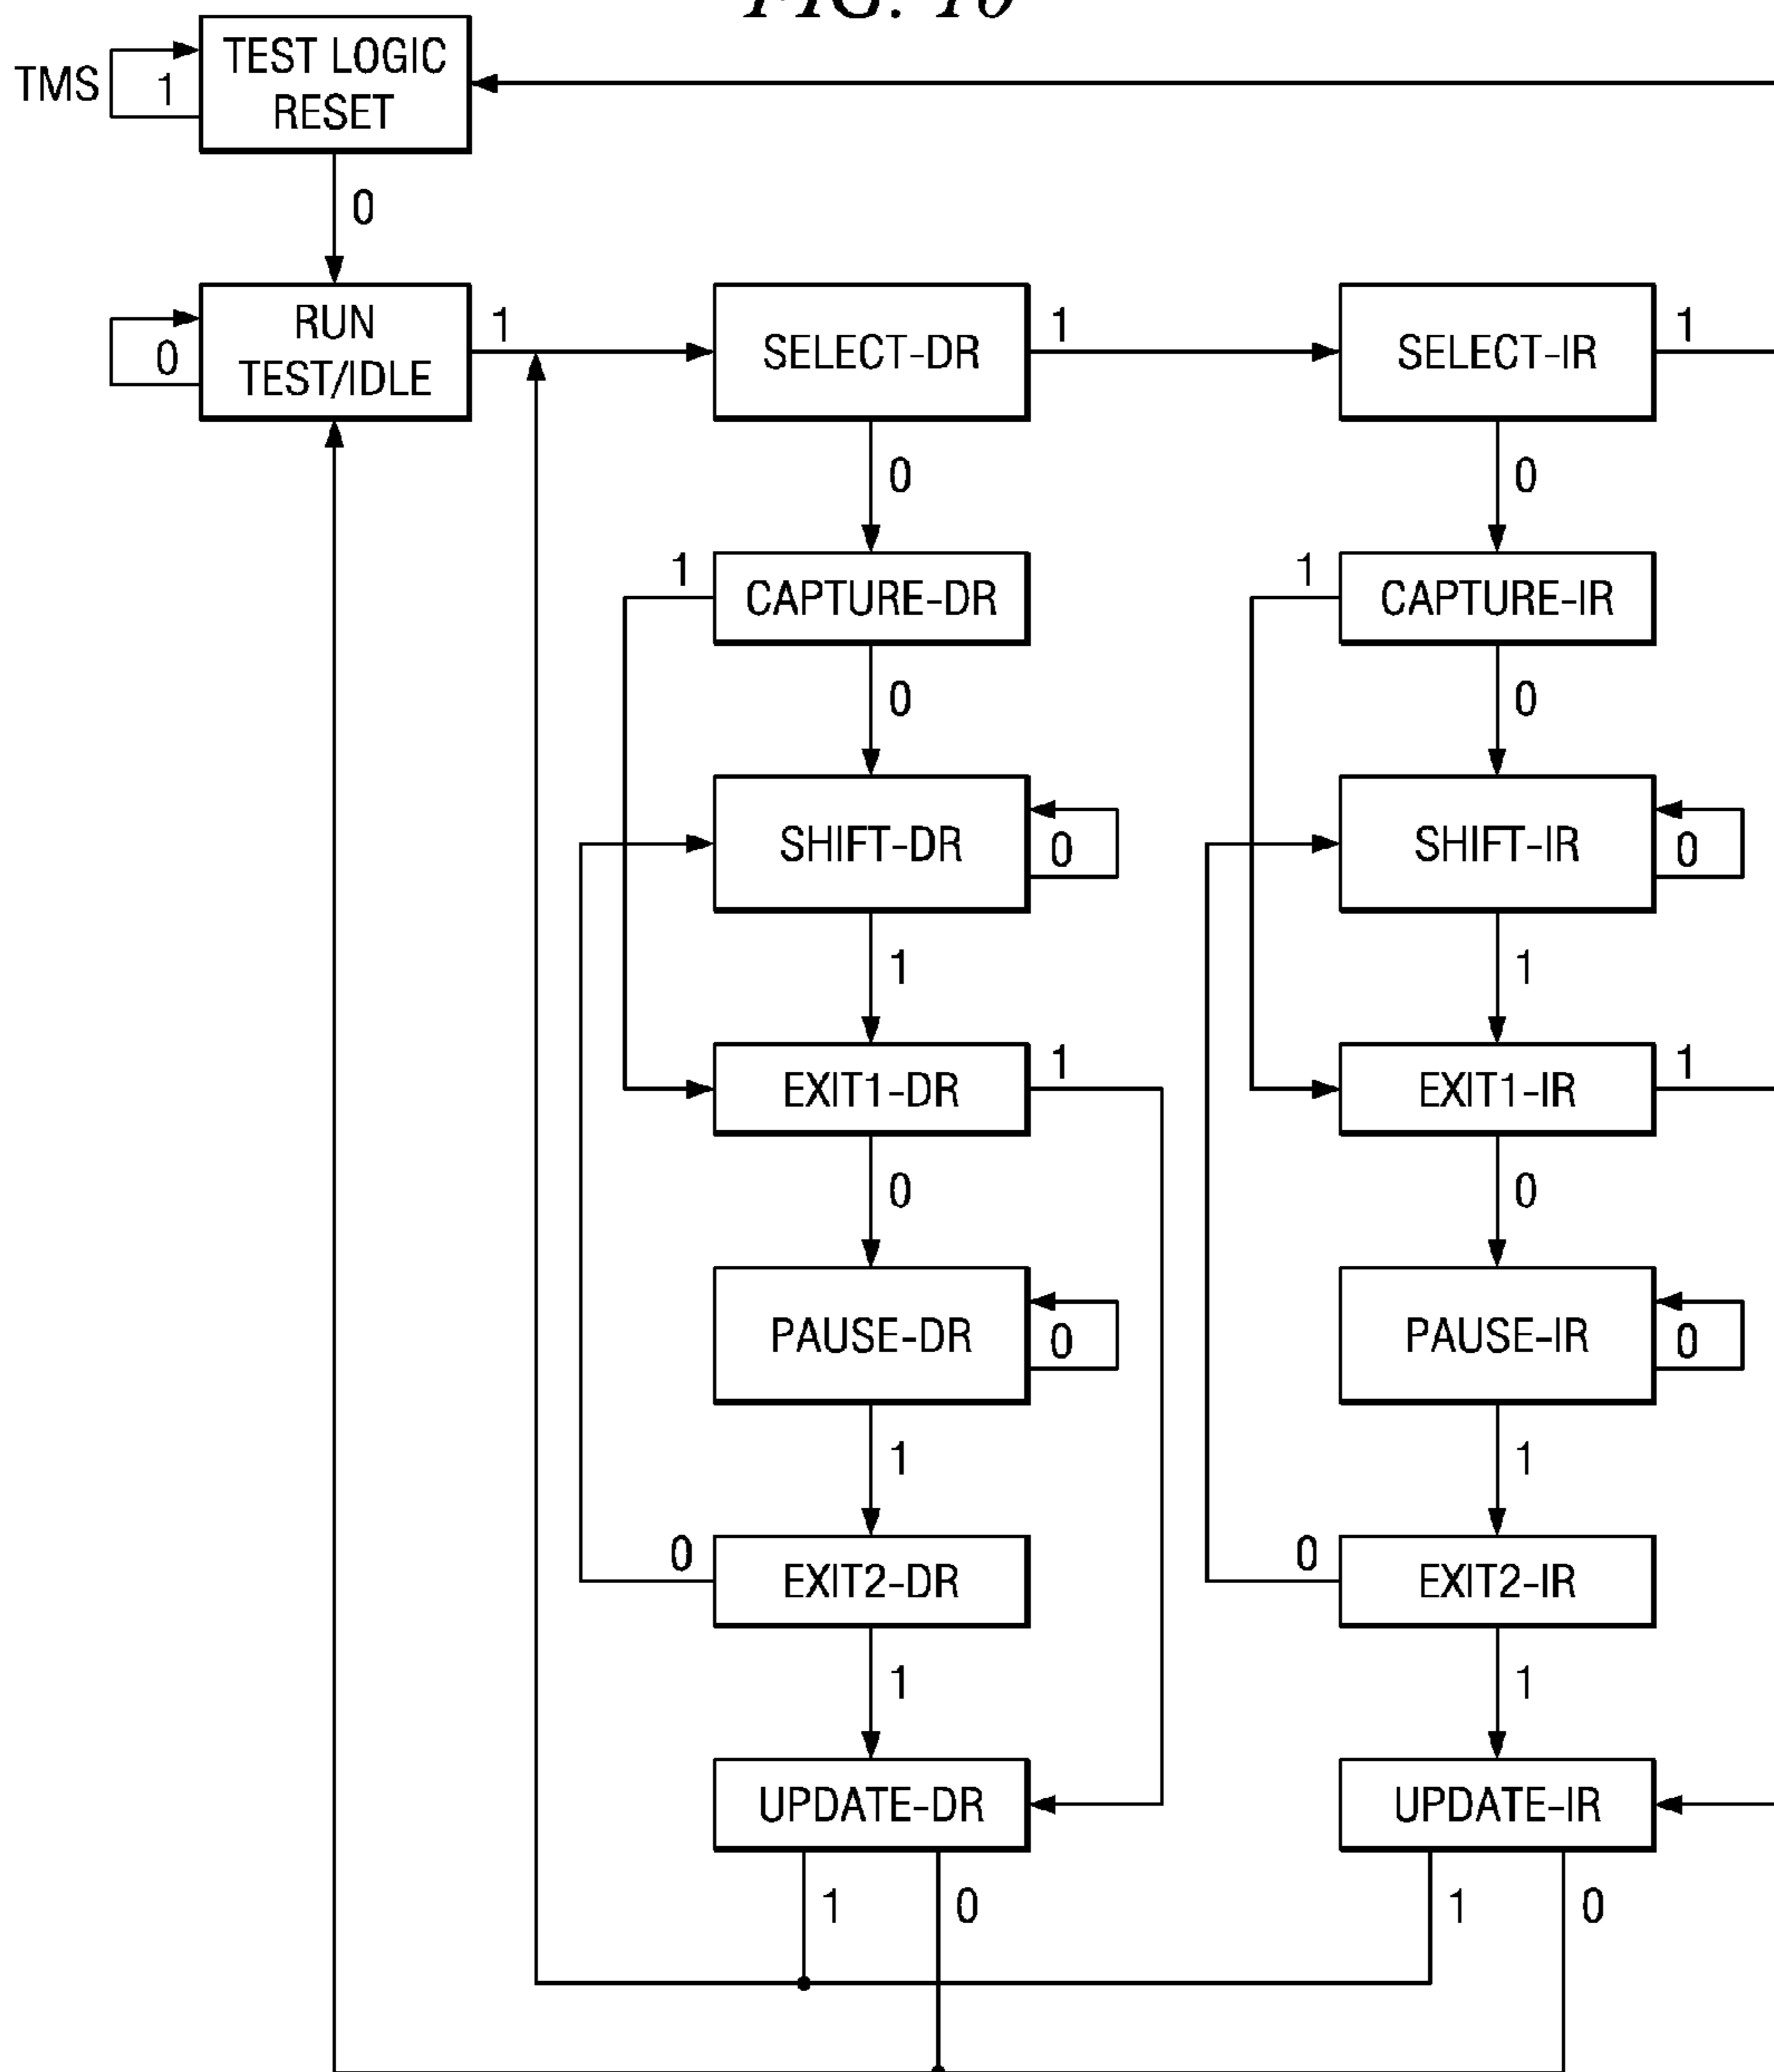 TMS
1
TEST LOGIC
RESET
0
RUN
TEST/IDLE
0
1
SELECT-DR
1
SELECT-IR
1
0
0
1
CAPTURE-DR
1
CAPTURE-IR
0
0
SHIFT-DR
0
SHIFT-IR
0
1
1
EXIT1-DR
1
EXIT1-IR
1
0
0
PAUSE-DR
0
PAUSE-IR
0
1
1
0
EXIT2-DR
0
EXIT2-IR
1
1
UPDATE-DR
UPDATE-IR
1
0
1
0